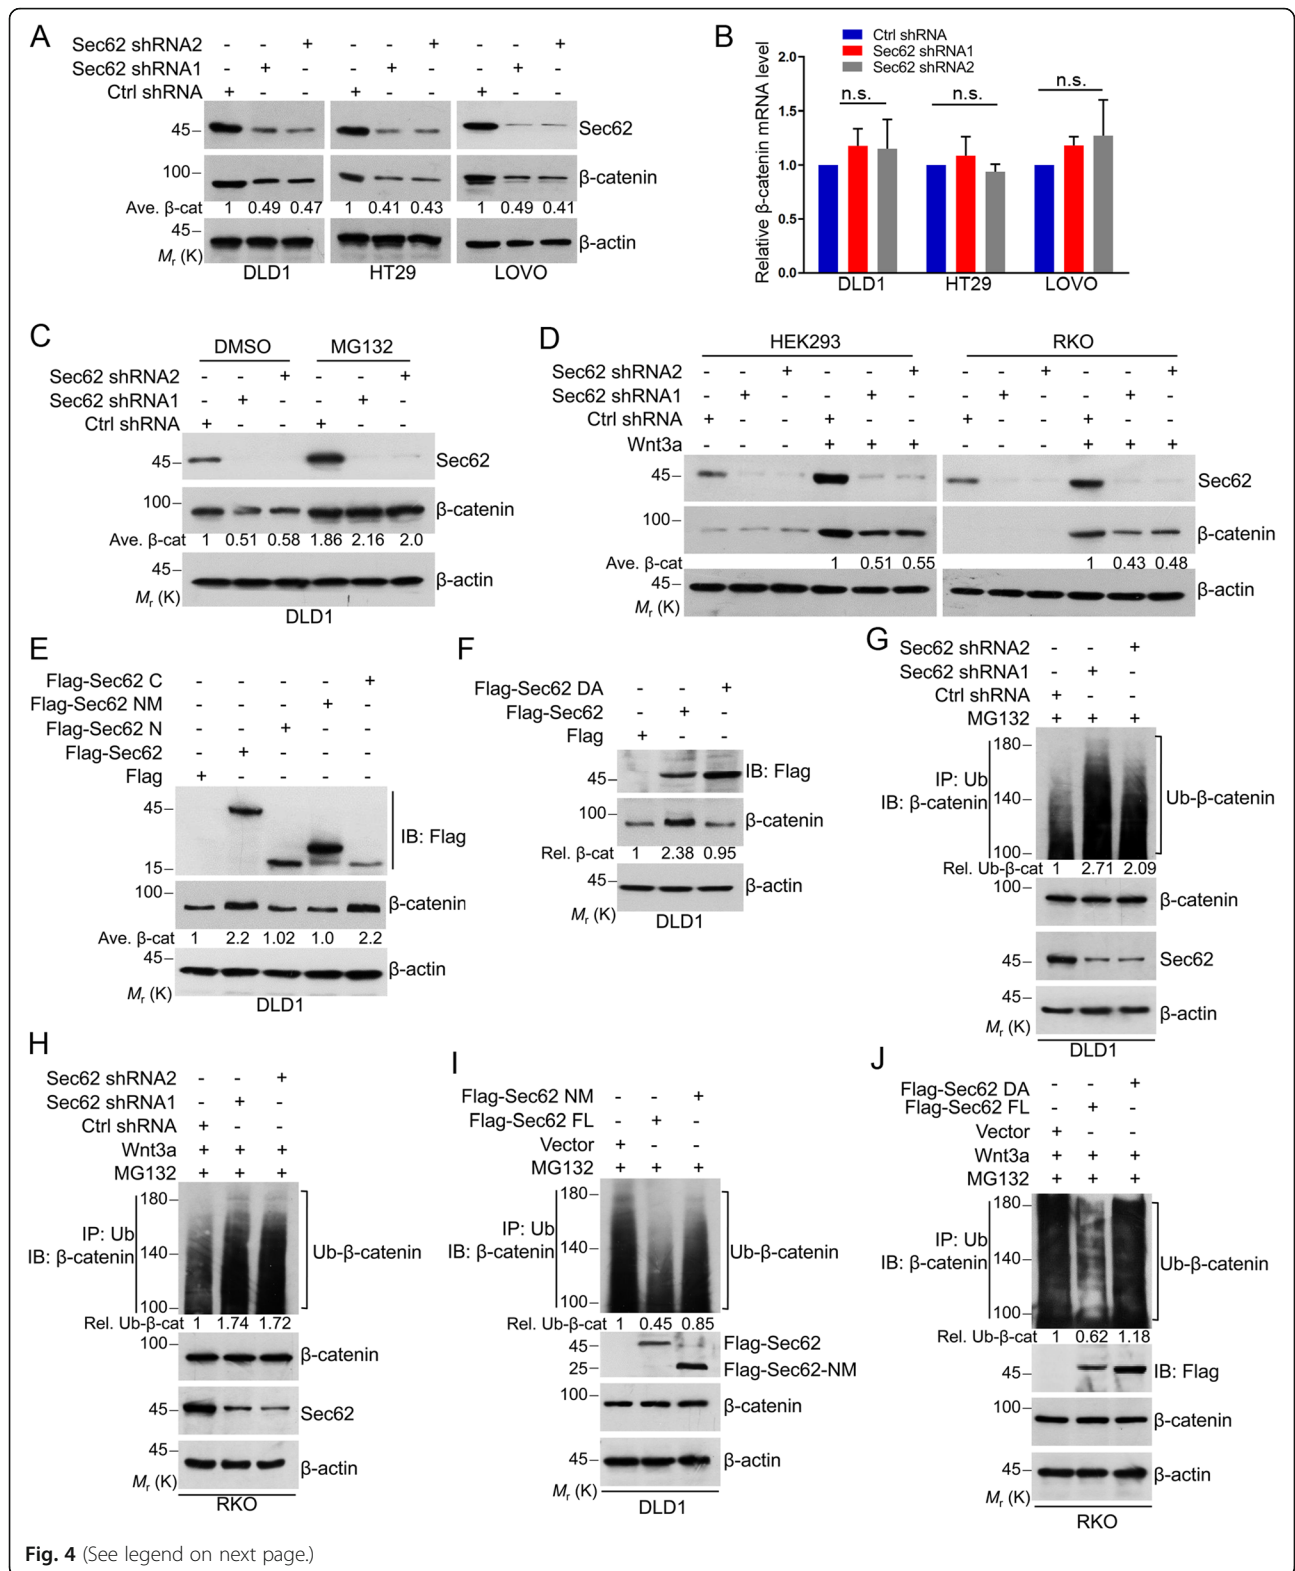 A
Sec62 shRNA2 - - + - - + - - +
Sec62 shRNA1 - + - - + - - + -
Ctrl shRNA + - - + - - + - -
45– Sec62
100– β-catenin
Ave. β-cat 1 0.49 0.47 1 0.41 0.43 1 0.49 0.41
45– β-actin
Mr (K)
DLD1 HT29 LOVO
B
Ctrl shRNA
Sec62 shRNA1
Sec62 shRNA2
Relative β-catenin mRNA level
2.0
1.5
1.0
0.5
0.0
n.s. n.s. n.s.
DLD1 HT29 LOVO
C
DMSO MG132
Sec62 shRNA2 - - + - - +
Sec62 shRNA1 - + - - + -
Ctrl shRNA + - - + - -
45– Sec62
100– β-catenin
Ave. β-cat 1 0.51 0.58 1.86 2.16 2.0
45– β-actin
Mr (K)
DLD1
D
HEK293 RKO
Sec62 shRNA2 - - + - - + - - + - - +
Sec62 shRNA1 - + - - + - - + - - + -
Ctrl shRNA + - - + - - + - - + - -
Wnt3a - - - + + + - - - + + +
45– Sec62
100– β-catenin
Ave. β-cat 1 0.51 0.55 1 0.43 0.48
45– β-actin
Mr (K)
E
Flag-Sec62 C - - - - +
Flag-Sec62 NM - - - + -
Flag-Sec62 N - - + - -
Flag-Sec62 - + - - -
Flag + - - - -
45–
IB: Flag
15–
100– β-catenin
Ave. β-cat 1 2.2 1.02 1.0 2.2
45– β-actin
Mr (K)
DLD1
F
Flag-Sec62 DA - - +
Flag-Sec62 - + -
Flag + - -
45– IB: Flag
100– β-catenin
Rel. β-cat 1 2.38 0.95
45– β-actin
Mr (K)
DLD1
G
Sec62 shRNA2 - - +
Sec62 shRNA1 - + -
Ctrl shRNA + - -
MG132 + + +
180–
IP: Ub
IB: β-catenin 140– Ub-β-catenin
100–
Rel. Ub-β-cat 1 2.71 2.09
100– β-catenin
45– Sec62
45– β-actin
Mr (K)
DLD1
H
Sec62 shRNA2 - - +
Sec62 shRNA1 - + -
Ctrl shRNA + - -
Wnt3a + + +
MG132 + + +
180–
IP: Ub
IB: β-catenin 140– Ub-β-catenin
100–
Rel. Ub-β-cat 1 1.74 1.72
100– β-catenin
45– Sec62
45– β-actin
Mr (K)
RKO
I
Flag-Sec62 NM - - +
Flag-Sec62 FL - + -
Vector + - -
MG132 + + +
180–
IP: Ub
IB: β-catenin 140– Ub-β-catenin
100–
Rel. Ub-β-cat 1 0.45 0.85
45– Flag-Sec62
25– Flag-Sec62-NM
100– β-catenin
45– β-actin
Mr (K)
DLD1
J
Flag-Sec62 DA - - +
Flag-Sec62 FL - + -
Vector + - -
Wnt3a + + +
MG132 + + +
180–
IP: Ub
IB: β-catenin 140– Ub-β-catenin
100–
Rel. Ub-β-cat 1 0.62 1.18
45– IB: Flag
100– β-catenin
45– β-actin
Mr (K)
RKO
Fig. 4 (See legend on next page.)